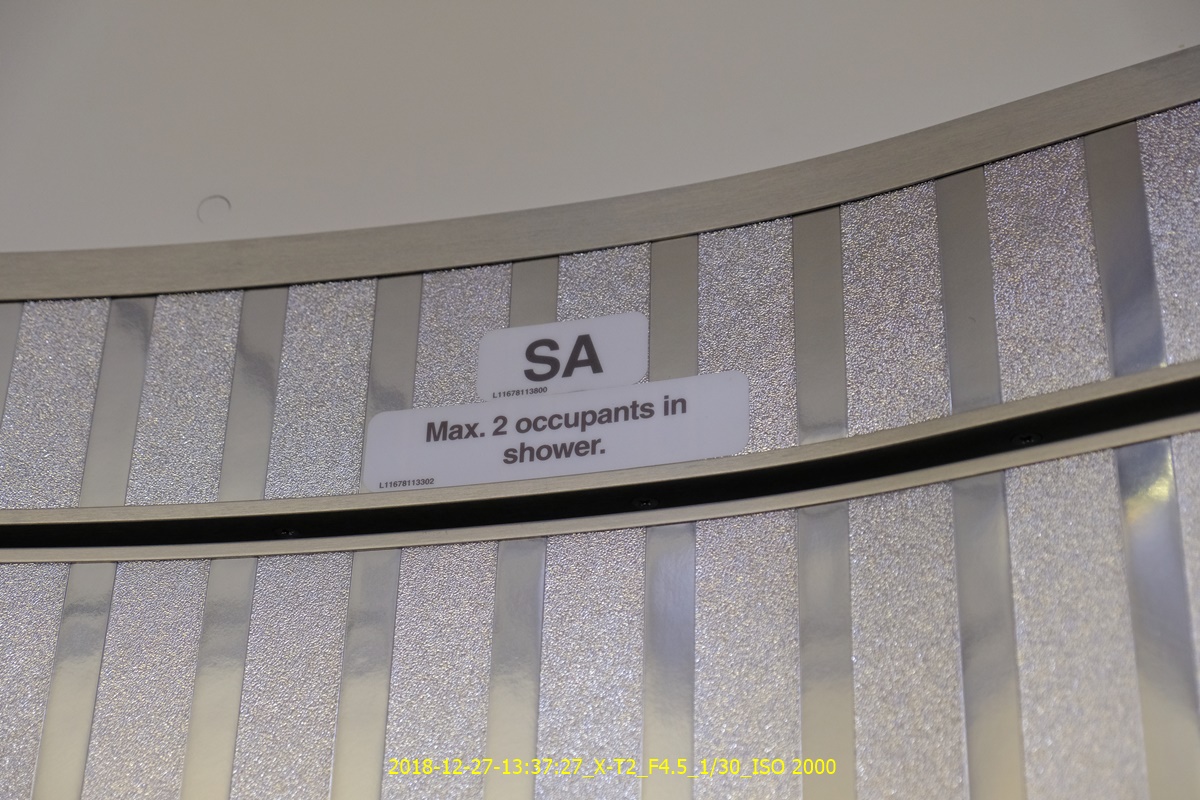 SA
L11678113800
Max. 2 occupants in
shower.
L11678113302
2018-12-27-13:37:27_X-T2_F4.5_1/30_ISO 2000